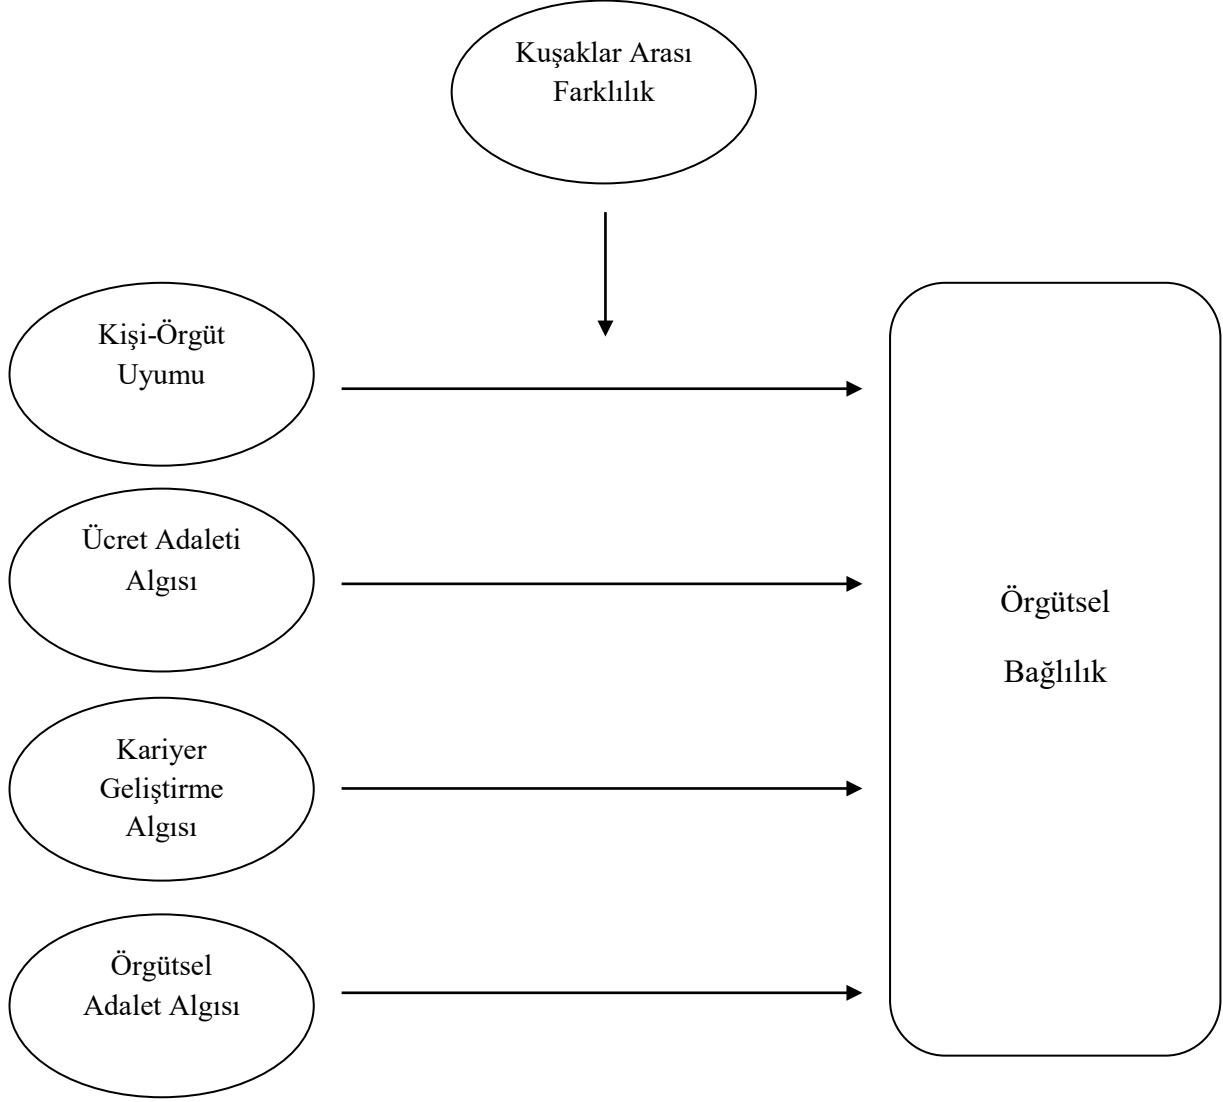 Kuşaklar Arası
Farklılık
Kişi-Örgüt
Uyumu
Ücret Adaleti
Algısı
Kariyer
Geliştirme
Algısı
Örgütsel
Adalet Algısı
Örgütsel
Bağlılık